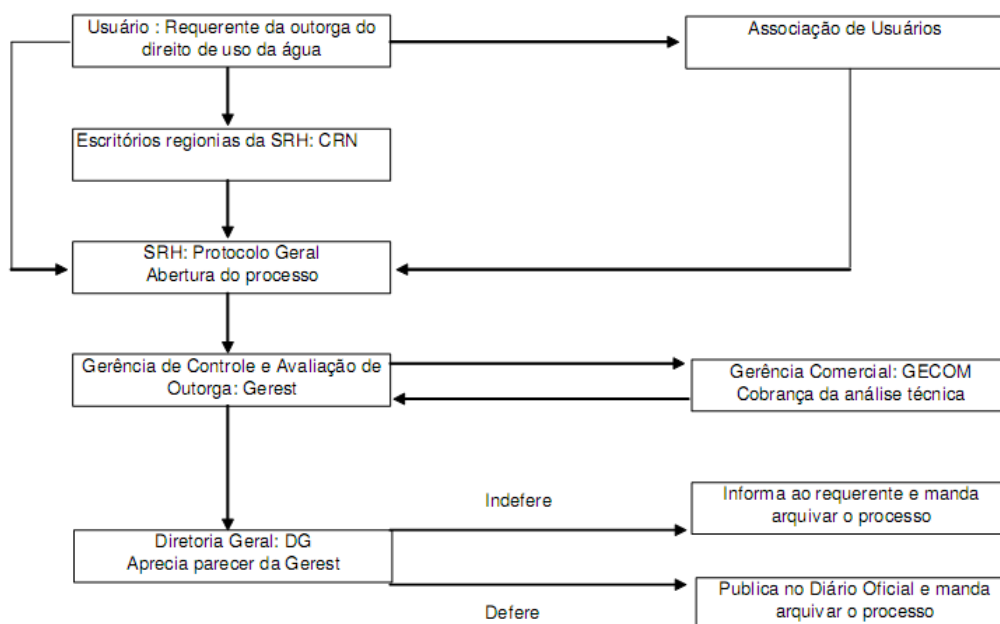 Usuário : Requerente da outorga do
direito de uso da água
Associação de Usuários
Escritórios regionias da SRH: CRN
SRH: Protocolo Geral
Abertura do processo
Gerência de Controle e Avaliação de
Outorga: Gerest
Gerência Comercial: GECOM
Cobrança da análise técnica
Indefere
Informa ao requerente e manda
arquivar o processo
Diretoria Geral: DG
Aprecia parecer da Gerest
Defere
Publica no Diário Oficial e manda
arquivar o processo